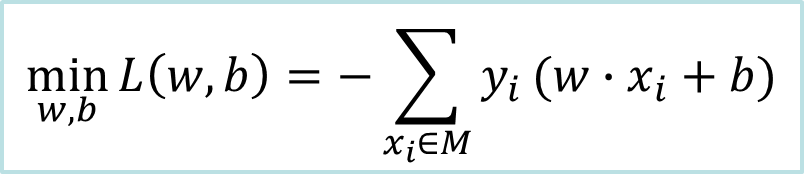 min L(w, b) = − ∑ yᵢ (w · xᵢ + b)
w,b xᵢ∈M